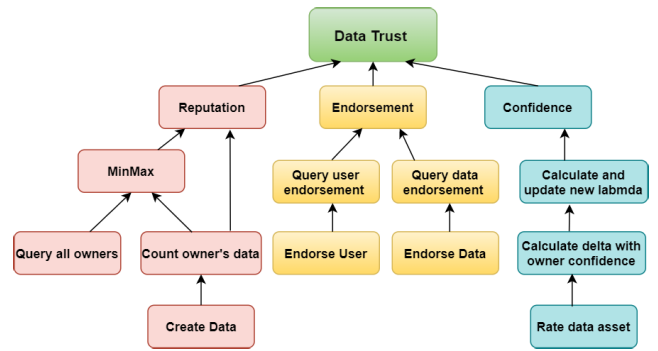 Data Trust
Reputation
Endorsement
Confidence
MinMax
Query user
endorsement
Query data
endorsement
Calculate and
update new labmda
Query all owners
Count owner's data
Endorse User
Endorse Data
Calculate delta with
owner confidence
Create Data
Rate data asset